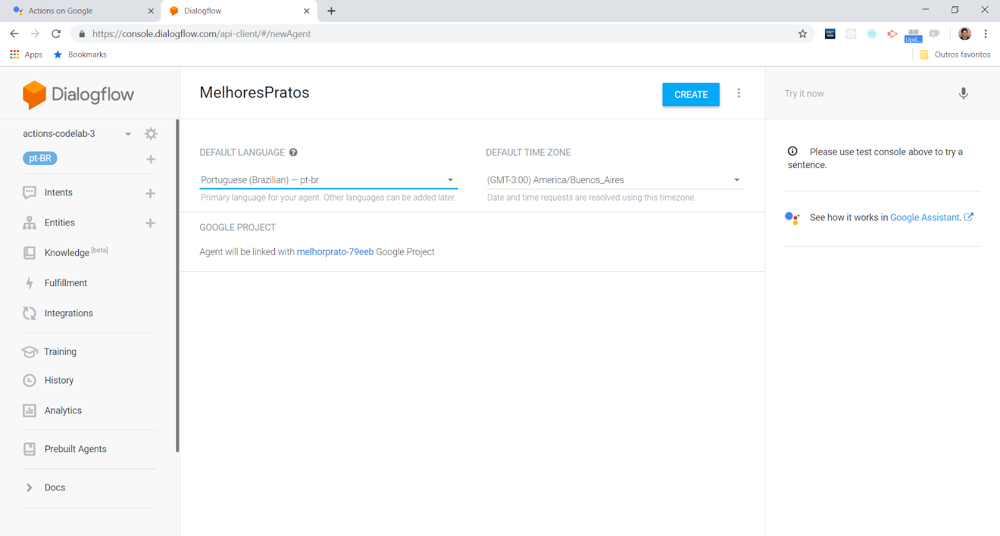 Actions on Google
Dialogflow
https://console.dialogflow.com/api-client/#/newAgent
Upd...
Apps
Bookmarks
Outros favoritos
Dialogflow
MelhoresPratos
CREATE
Try it now
actions-codelab-3
pt-BR
DEFAULT LANGUAGE
DEFAULT TIME ZONE
Portuguese (Brazilian) — pt-br
(GMT-3:00) America/Buenos_Aires
Primary language for your agent. Other languages can be added later.
Date and time requests are resolved using this timezone.
GOOGLE PROJECT
Agent will be linked with melhorprato-79eeb Google Project
Please use test console above to try a
sentence.
See how it works in Google Assistant.
Intents
Entities
Knowledge [beta]
Fulfillment
Integrations
Training
History
Analytics
Prebuilt Agents
Docs